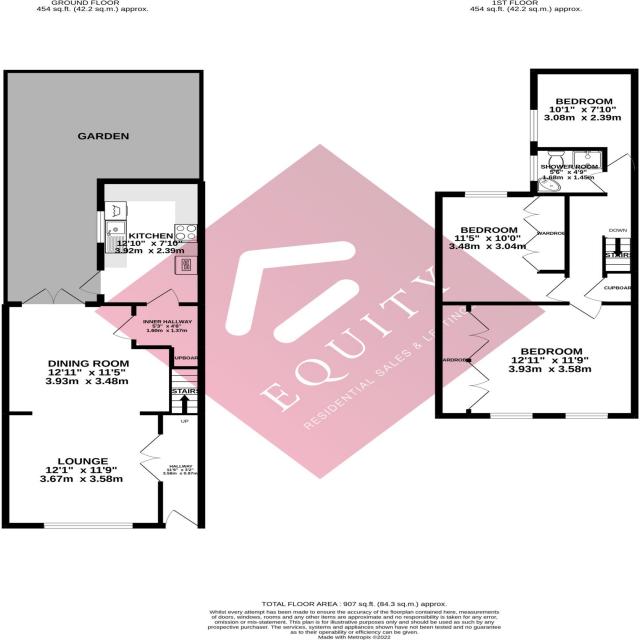 GROUND FLOOR
454 sq.ft. (42.2 sq.m.) approx.
1ST FLOOR
454 sq.ft. (42.2 sq.m.) approx.
GARDEN
KITCHEN
12'10" x 7'10"
3.92m x 2.39m
INNER HALLWAY
5'3" x 4'6"
1.60m x 1.37m
CUPBOARD
DINING ROOM
12'11" x 11'5"
3.93m x 3.48m
STAIRS
UP
LOUNGE
12'1" x 11'9"
3.67m x 3.58m
HALLWAY
BEDROOM
10'1" x 7'10"
3.08m x 2.39m
SHOWER ROOM
5'6" x 4'9"
1.68m x 1.45m
BEDROOM
11'5" x 10'0"
3.48m x 3.04m
WARDROBE
DOWN
STAIRS
CUPBOARD
WARDROBE
BEDROOM
12'11" x 11'9"
3.93m x 3.58m
EQUITY
RESIDENTIAL SALES & LETTING
TOTAL FLOOR AREA : 907 sq.ft. (84.3 sq.m.) approx.
Whilst every attempt has been made to ensure the accuracy of the floorplan contained here, measurements
of doors, windows, rooms and any other items are approximate and no responsibility is taken for any error,
omission or mis-statement. This plan is for illustrative purposes only and should be used as such by any
prospective purchaser. The services, systems and appliances shown have not been tested and no guarantee
as to their operability or efficiency can be given.
Made with Metropix ©2022